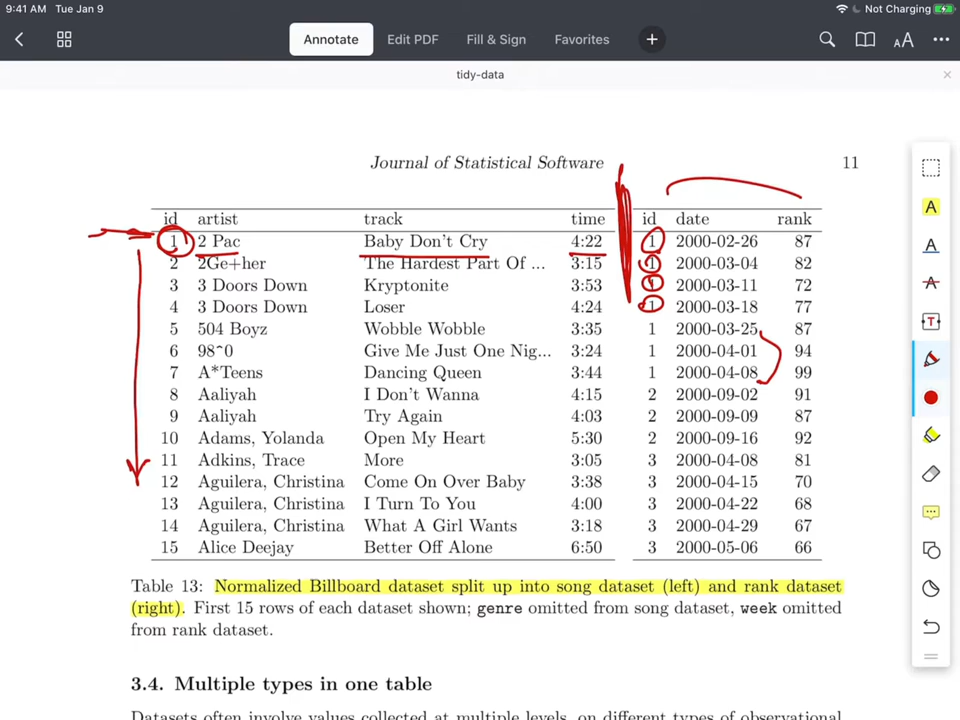 9:41 AM Tue Jan 9 Not Charging
Annotate Edit PDF Fill & Sign Favorites
tidy-data
Journal of Statistical Software 11
id artist track time id date rank
1 2 Pac Baby Don't Cry 4:22 1 2000-02-26 87
2 2Ge+her The Hardest Part Of ... 3:15 1 2000-03-04 82
3 3 Doors Down Kryptonite 3:53 1 2000-03-11 72
4 3 Doors Down Loser 4:24 1 2000-03-18 77
5 504 Boyz Wobble Wobble 3:35 1 2000-03-25 87
6 98^0 Give Me Just One Nig... 3:24 1 2000-04-01 94
7 A*Teens Dancing Queen 3:44 1 2000-04-08 99
8 Aaliyah I Don't Wanna 4:15 2 2000-09-02 91
9 Aaliyah Try Again 4:03 2 2000-09-09 87
10 Adams, Yolanda Open My Heart 5:30 2 2000-09-16 92
11 Adkins, Trace More 3:05 3 2000-04-08 81
12 Aguilera, Christina Come On Over Baby 3:38 3 2000-04-15 70
13 Aguilera, Christina I Turn To You 4:00 3 2000-04-22 68
14 Aguilera, Christina What A Girl Wants 3:18 3 2000-04-29 67
15 Alice Deejay Better Off Alone 6:50 3 2000-05-06 66
Table 13: Normalized Billboard dataset split up into song dataset (left) and rank dataset
(right). First 15 rows of each dataset shown; genre omitted from song dataset, week omitted
from rank dataset.
3.4. Multiple types in one table
Datasets often involve values collected at multiple levels, on different types of observational